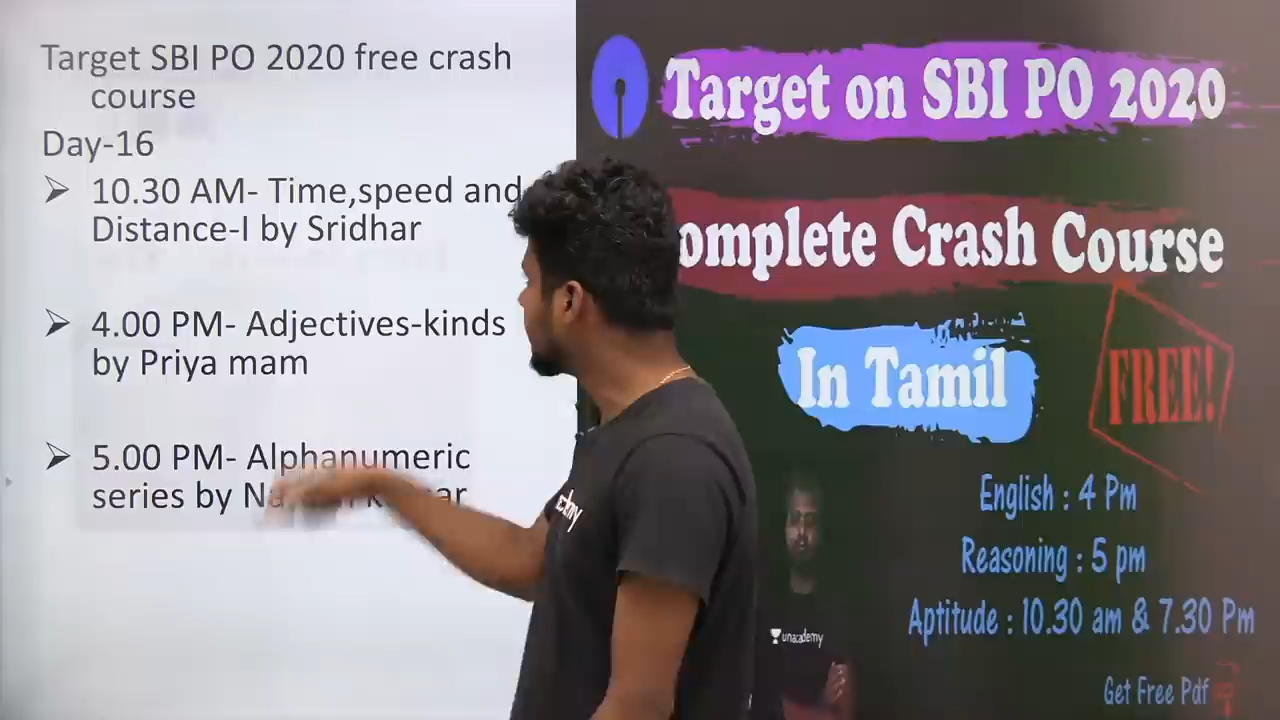 Target SBI PO 2020 free crash
course
Day-16
10.30 AM- Time,speed and
Distance-I by Sridhar
4.00 PM- Adjectives-kinds
by Priya mam
5.00 PM- Alphanumeric
series by
Target on SBI PO 2020
omplete Crash Course
In Tamil
FREE!
English : 4 Pm
Reasoning : 5 pm
Aptitude : 10.30 am & 7.30 Pm
unacademy
Get Free Pdf